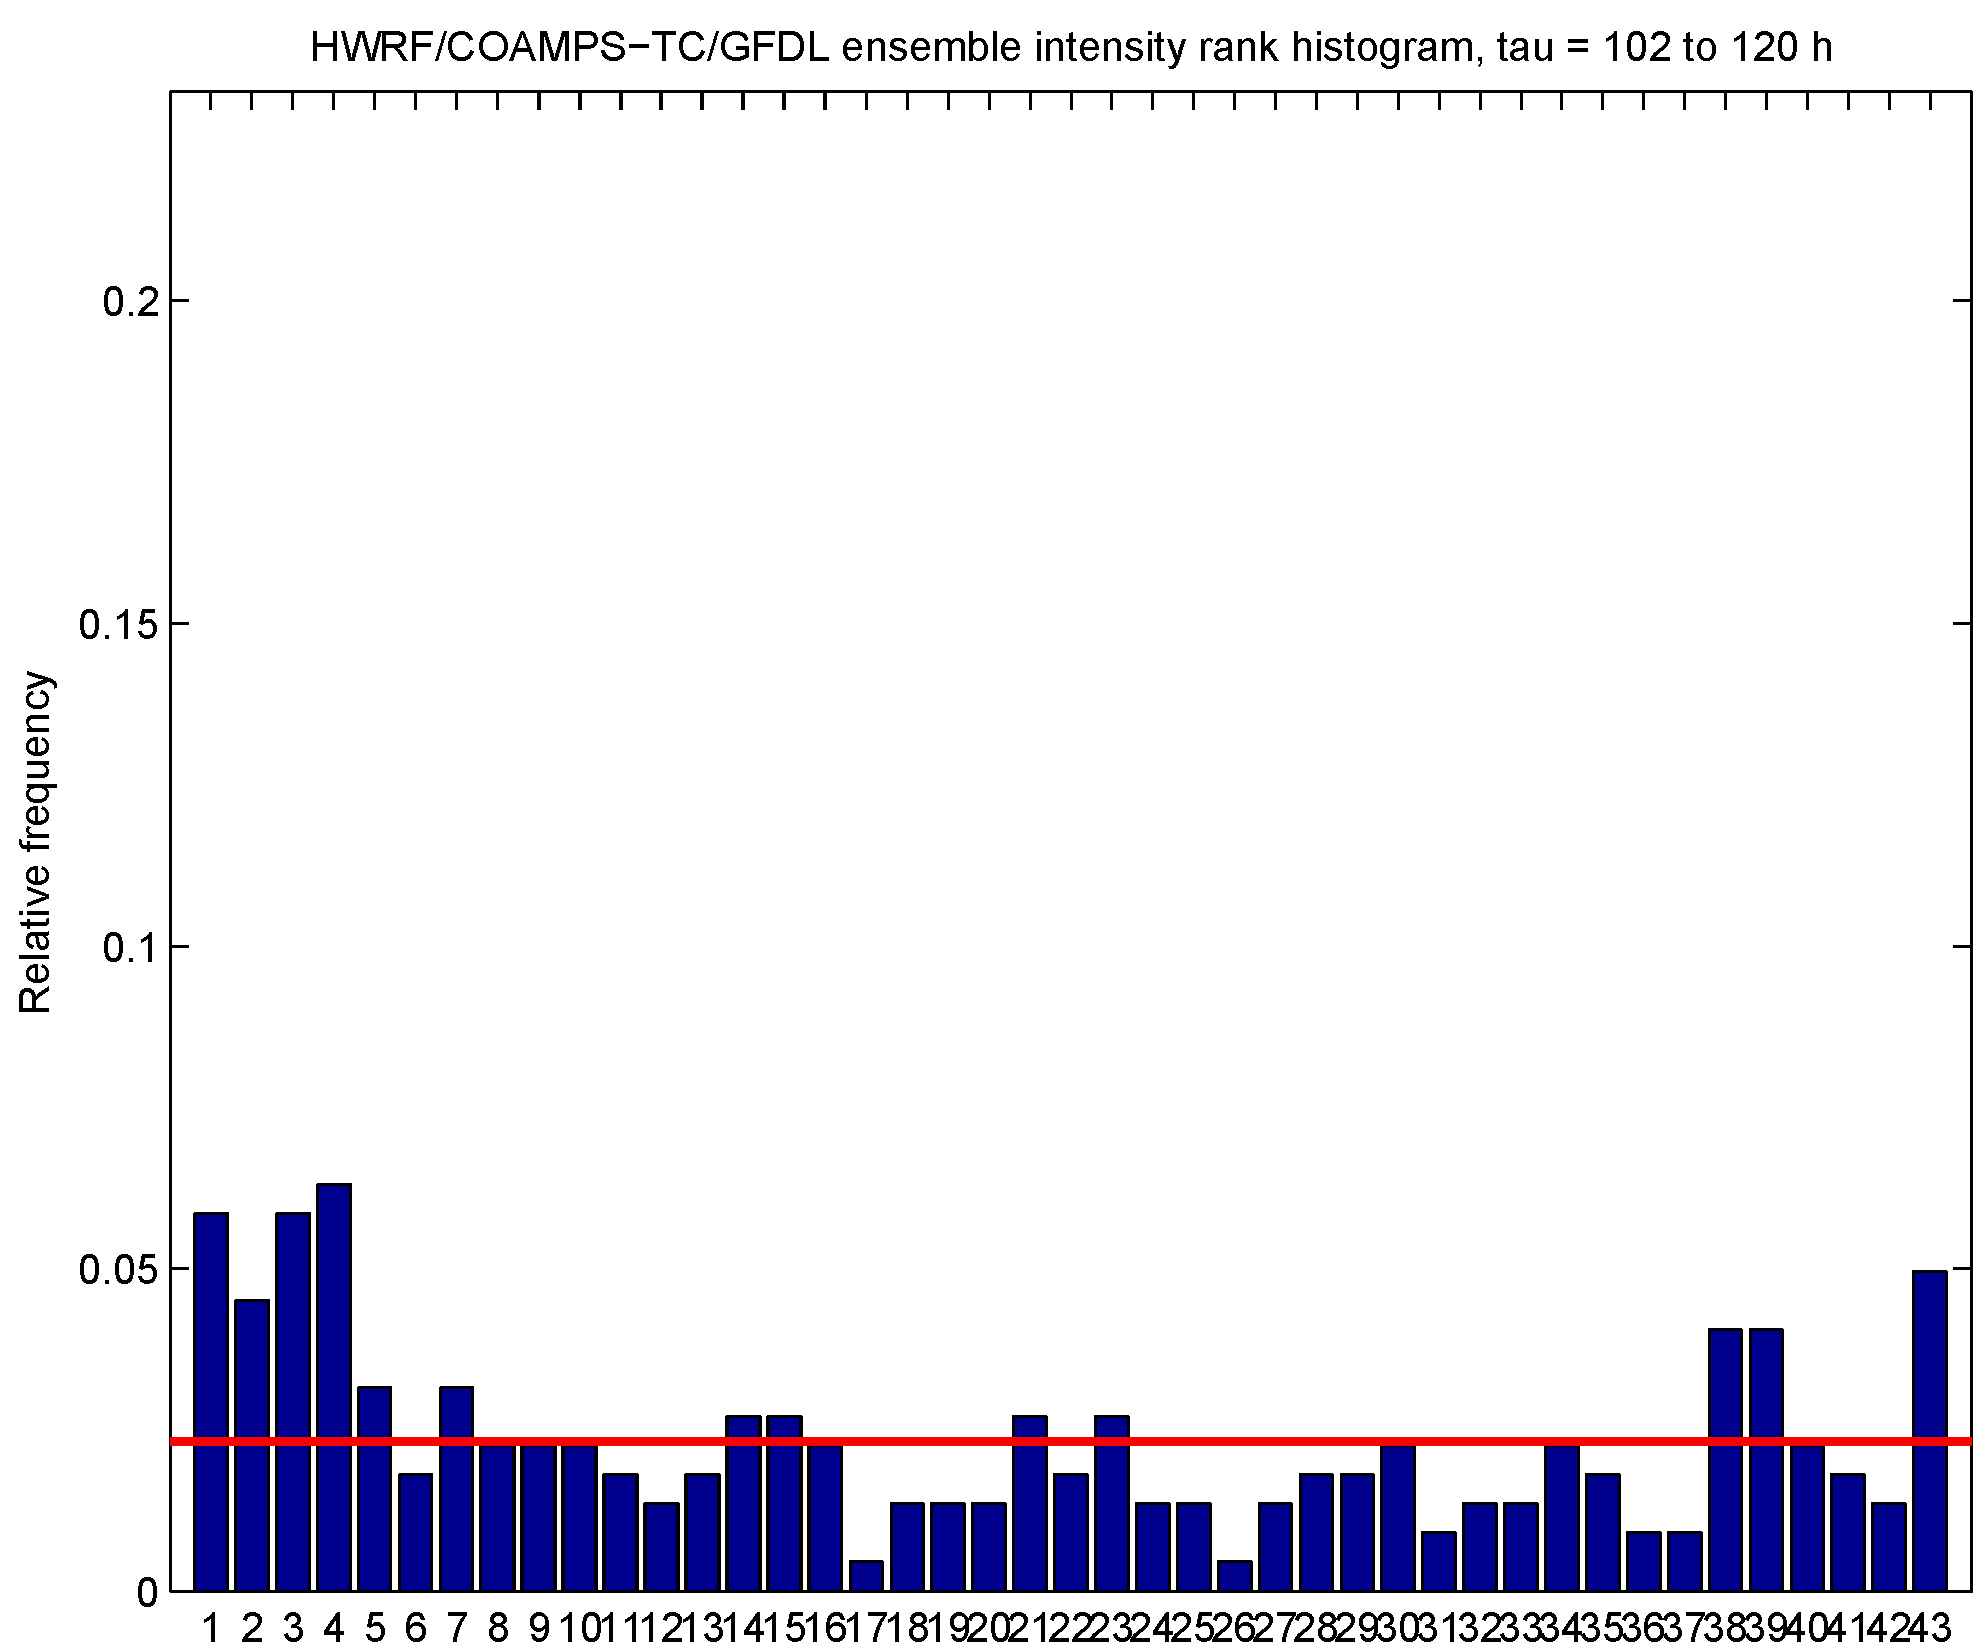 HWRF/COAMPS−TC/GFDL ensemble intensity rank histogram, tau = 102 to 120 h
0.2
0.15
0.1
0.05
0
Relative frequency
1 2 3 4 5 6 7 8 9 10 11 12 13 14 15 16 17 18 19 20 21 22 23 24 25 26 27 28 29 30 31 32 33 34 35 36 37 38 39 40 41 42 43